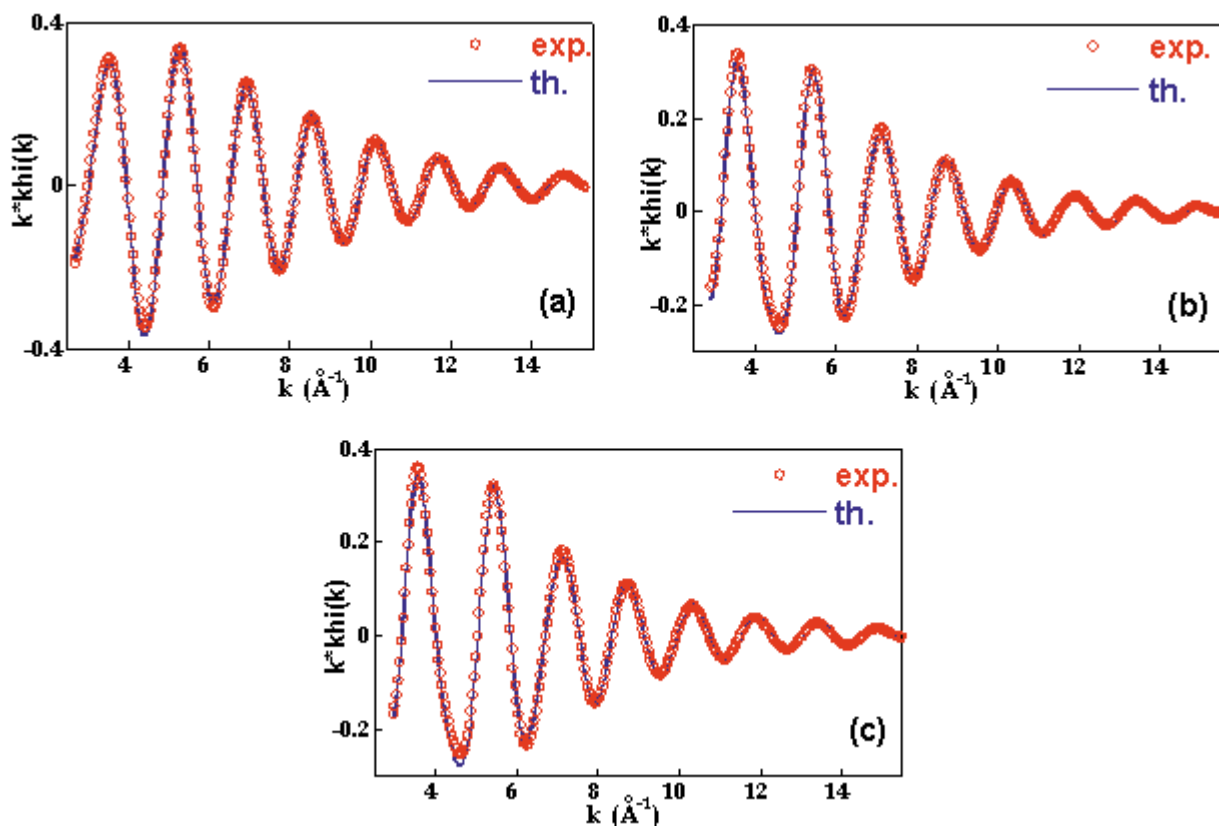 0.4
exp.
th.
0
k*khi(k)
(a)
-0.4
4 6 8 10 12 14
k (Å⁻¹)
0.4
exp.
th.
0.2
0
k*khi(k)
-0.2
(b)
4 6 8 10 12 14
k (Å⁻¹)
0.4
exp.
th.
0.2
0
k*khi(k)
-0.2
(c)
4 6 8 10 12 14
k (Å⁻¹)